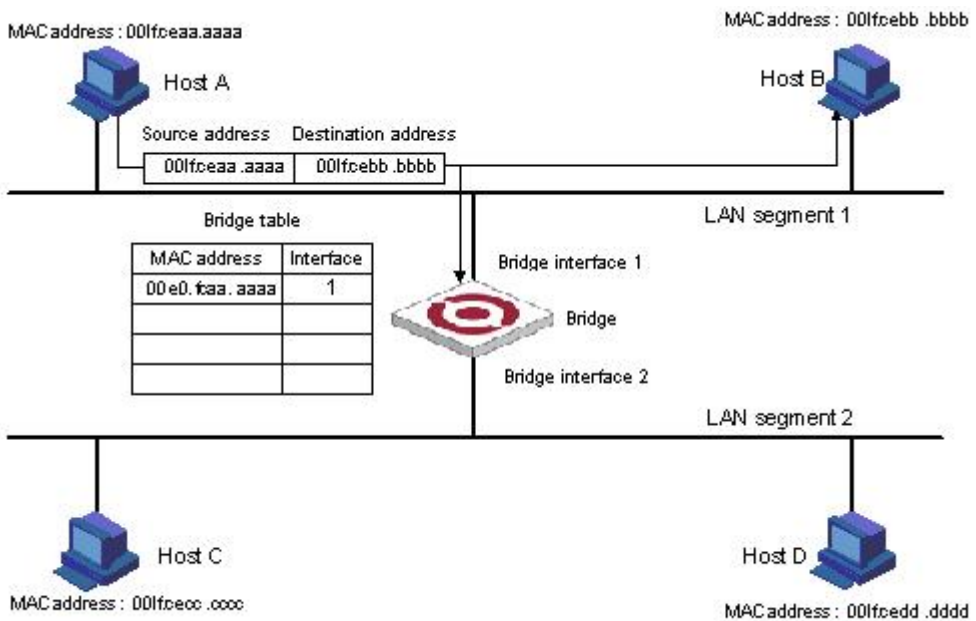 MAC address : 00lf.ceaa.aaaa
MAC address : 00lf.cebb .bbbb
Host A
Host B
Source address Destination address
00lf.ceaa .aaaa 00lf.cebb .bbbb
LAN segment 1
Bridge table
MAC address Interface
00e0. fcaa. aaaa 1
Bridge interface 1
Bridge
Bridge interface 2
LAN segment 2
Host C
Host D
MAC address : 00lf.cecc .cccc
MAC address : 00lf.cedd .dddd